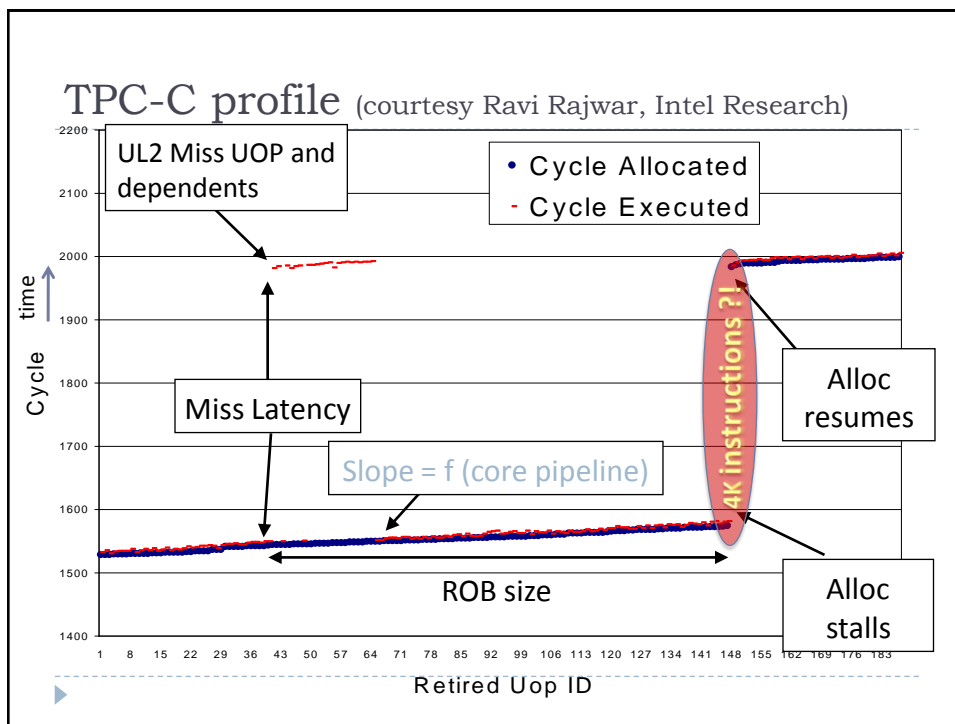 TPC-C profile (courtesy Ravi Rajwar, Intel Research)
2200
2100
2000
1900
1800
1700
1600
1500
1400
Cycle
time
UL2 Miss UOP and
dependents
Cycle Allocated
Cycle Executed
Miss Latency
Slope = f (core pipeline)
4K instructions ?!
Alloc
resumes
ROB size
Alloc
stalls
1 8 15 22 29 36 43 50 57 64 71 78 85 92 99 106 113 120 127 134 141 148 155 162 169 176 183
Retired Uop ID